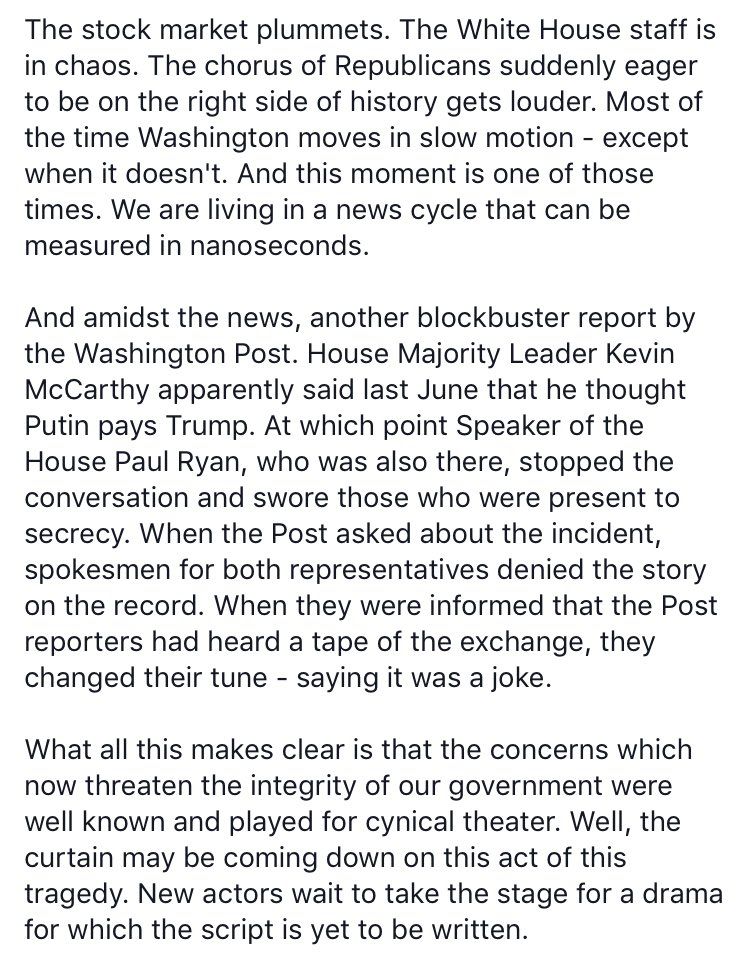 The stock market plummets. The White House staff is
in chaos. The chorus of Republicans suddenly eager
to be on the right side of history gets louder. Most of
the time Washington moves in slow motion - except
when it doesn't. And this moment is one of those
times. We are living in a news cycle that can be
measured in nanoseconds.
And amidst the news, another blockbuster report by
the Washington Post. House Majority Leader Kevin
McCarthy apparently said last June that he thought
Putin pays Trump. At which point Speaker of the
House Paul Ryan, who was also there, stopped the
conversation and swore those who were present to
secrecy. When the Post asked about the incident,
spokesmen for both representatives denied the story
on the record. When they were informed that the Post
reporters had heard a tape of the exchange, they
changed their tune - saying it was a joke.
What all this makes clear is that the concerns which
now threaten the integrity of our government were
well known and played for cynical theater. Well, the
curtain may be coming down on this act of this
tragedy. New actors wait to take the stage for a drama
for which the script is yet to be written.